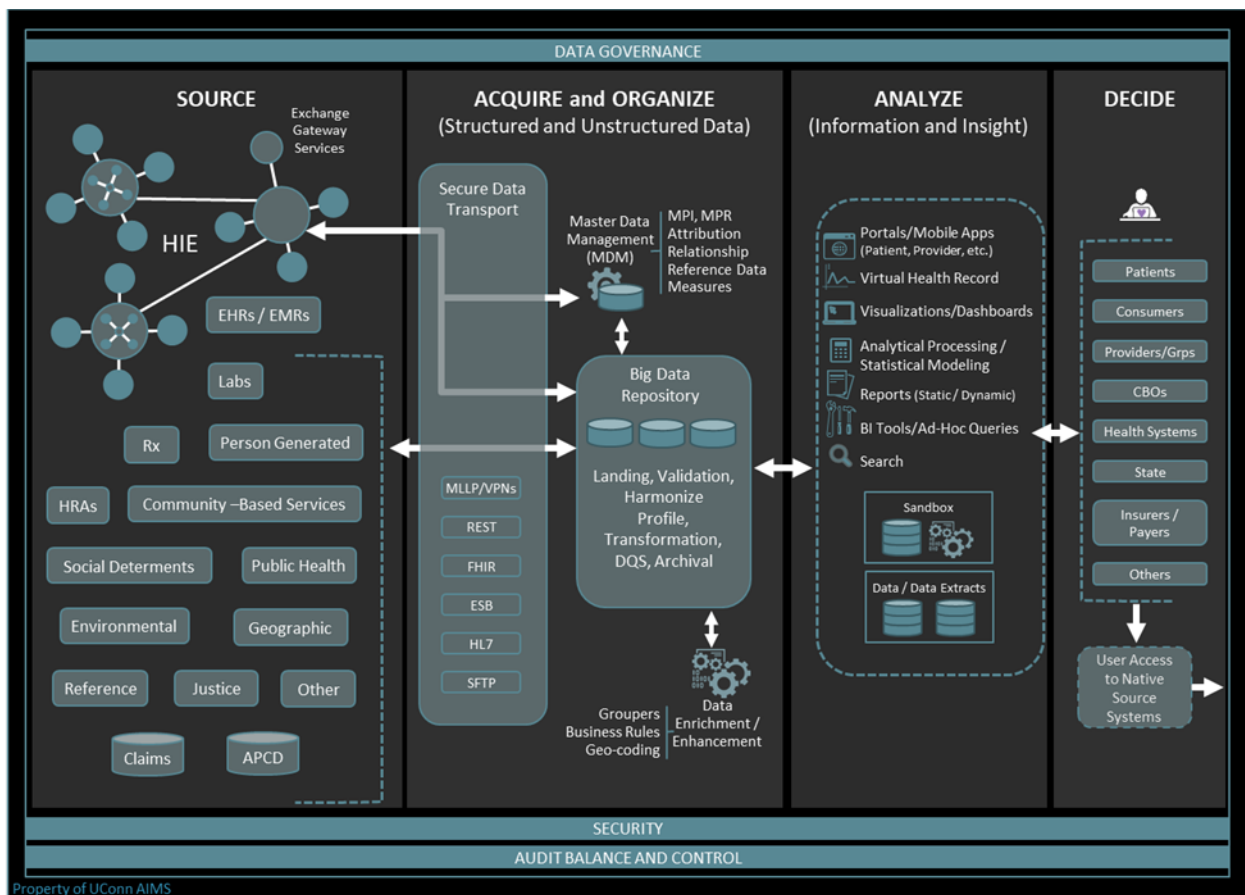 DATA GOVERNANCE
SOURCE
Exchange
Gateway
Services
HIE
EHRs / EMRs
Labs
Rx
Person Generated
HRAs
Community –Based Services
Social Determents
Public Health
Environmental
Geographic
Reference
Justice
Other
Claims
APCD
ACQUIRE and ORGANIZE
(Structured and Unstructured Data)
Secure Data
Transport
MLLP/VPNs
REST
FHIR
ESB
HL7
SFTP
Master Data
Management
(MDM)
MPI, MPR
Attribution
Relationship
Reference Data
Measures
Big Data
Repository
Landing, Validation,
Harmonize
Profile,
Transformation,
DQS, Archival
Groupers
Business Rules
Geo-coding
Data
Enrichment /
Enhancement
ANALYZE
(Information and Insight)
Portals/Mobile Apps
(Patient, Provider, etc.)
Virtual Health Record
Visualizations/Dashboards
Analytical Processing /
Statistical Modeling
Reports (Static / Dynamic)
BI Tools/Ad-Hoc Queries
Search
Sandbox
Data / Data Extracts
DECIDE
Patients
Consumers
Providers/Grps
CBOs
Health Systems
State
Insurers /
Payers
Others
User Access
to Native
Source
Systems
SECURITY
AUDIT BALANCE AND CONTROL
Property of UConn AIMS